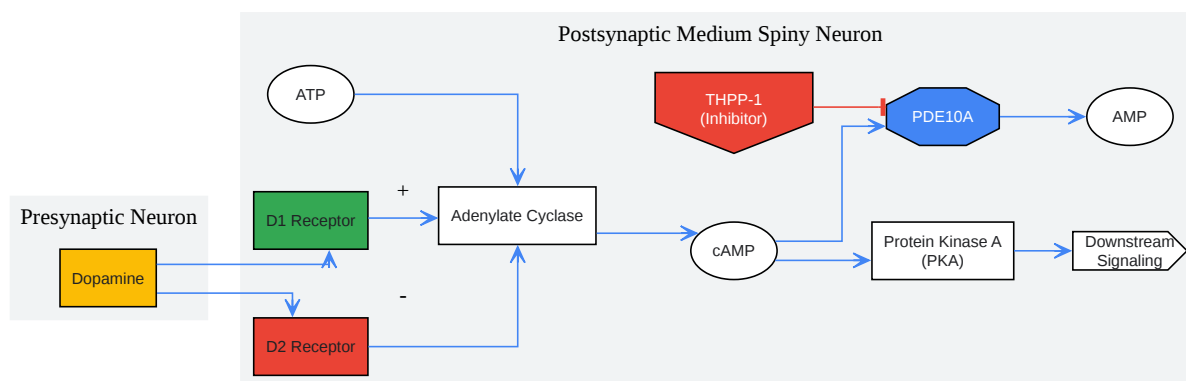 Postsynaptic Medium Spiny Neuron
ATP
THPP-1
(Inhibitor)
PDE10A
AMP
+
Presynaptic Neuron
D1 Receptor
Adenylate Cyclase
Dopamine
cAMP
Protein Kinase A
(PKA)
Downstream
Signaling
-
D2 Receptor